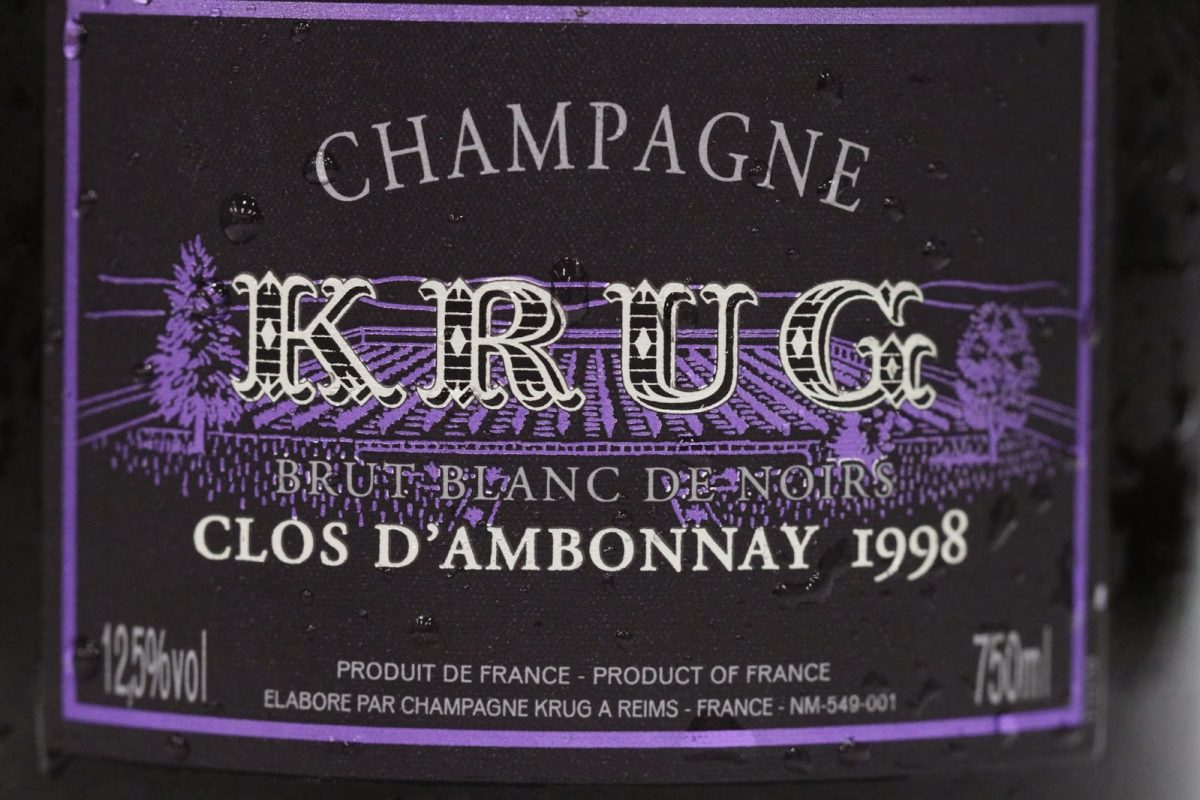 CHAMPAGNE
KRUG
BRUT BLANC DE NOIRS
CLOS D'AMBONNAY 1998
12,5%vol
750ml
PRODUIT DE FRANCE - PRODUCT OF FRANCE
ELABORE PAR CHAMPAGNE KRUG A REIMS - FRANCE - NM-549-001